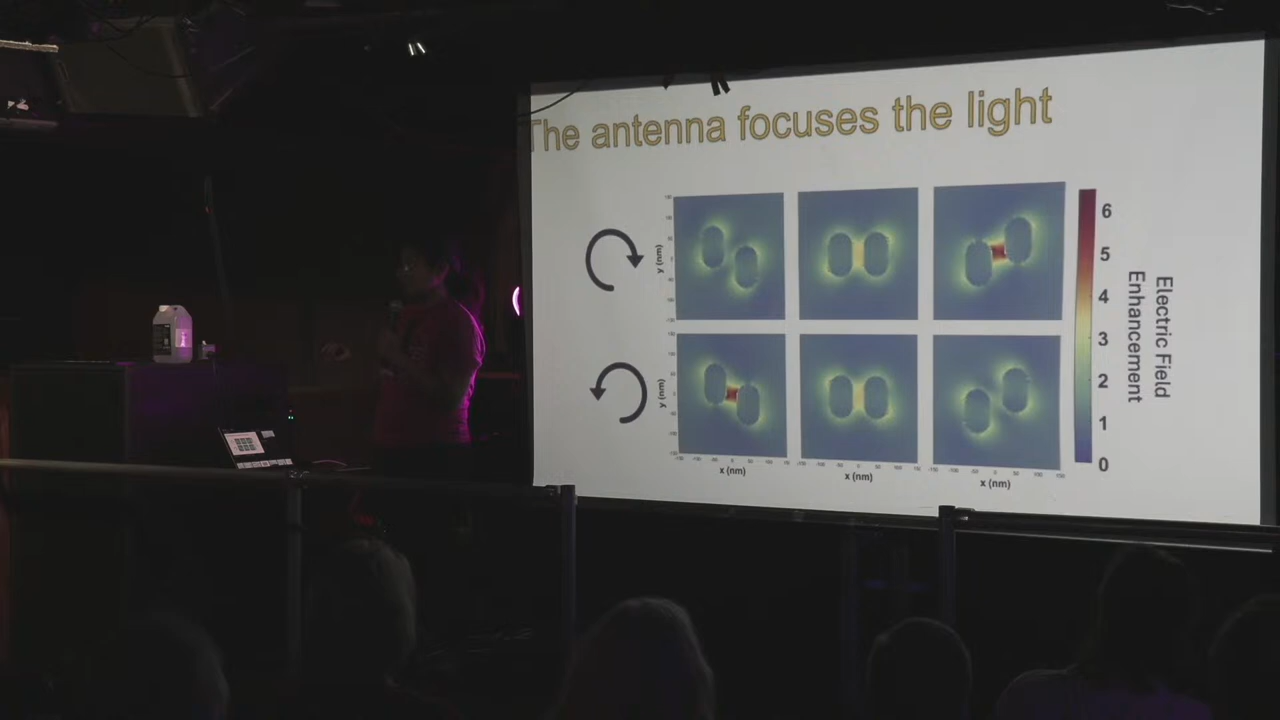 The antenna focuses the light
y (nm)
y (nm)
x (nm)
x (nm)
x (nm)
6
5
4
3
2
1
0
Electric Field
Enhancement